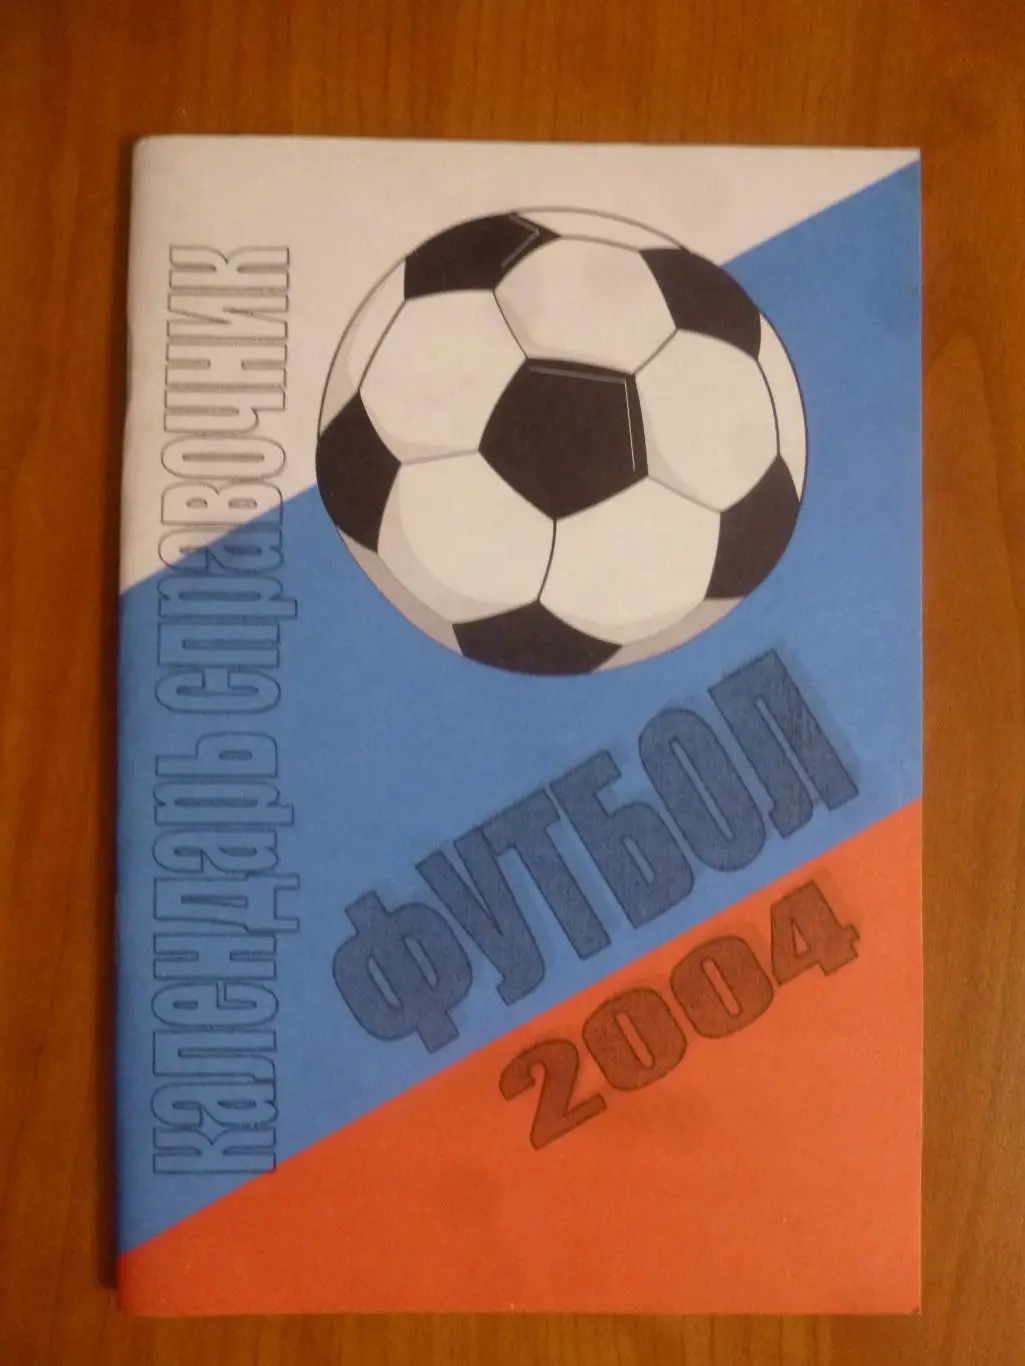 календарь справочник
ФУТБОЛ
2004